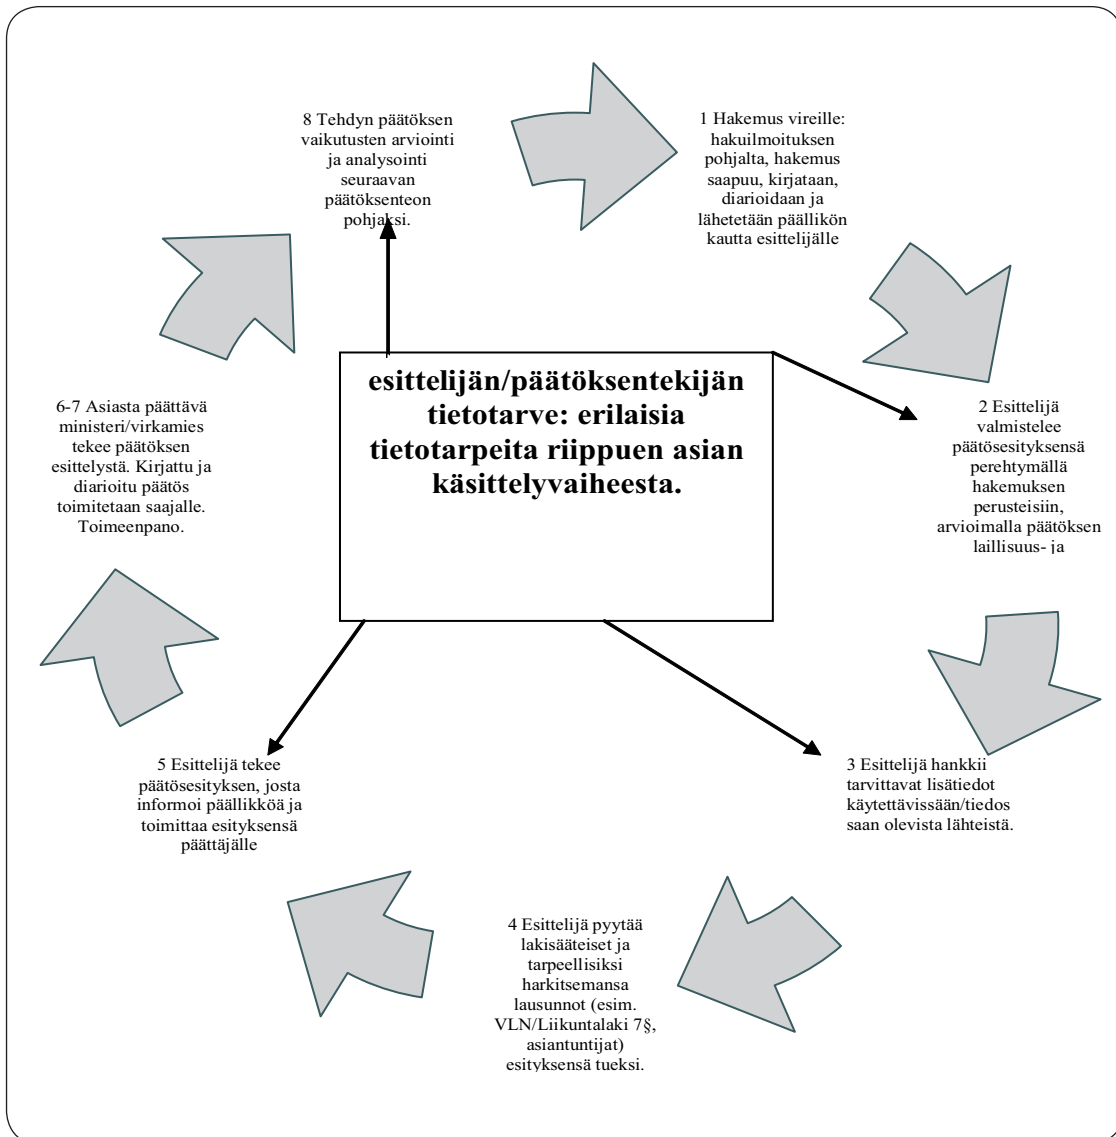 8 Tehdyn päätöksen
vaikutusten arviointi
ja analysointi
seuraavan
päätöksenteon
pohjaksi.
1 Hakemus vireille:
hakuilmoituksen
pohjalta, hakemus
saapuu, kirjataan,
diarioidaan ja
lähetetään päällikön
kautta esittelijälle
esittelijän/päätöksentekijän
tietotarve: erilaisia
tietotarpeita riippuen asian
käsittelyvaiheesta.
2 Esittelijä
valmistelee
päätösesityksensä
perehtymällä
hakemuksen
perusteisiin,
arvioimalla päätöksen
laillisuus- ja
3 Esittelijä hankkii
tarvittavat lisätiedot
käytettävissään/tiedos
saan olevista lähteistä.
4 Esittelijä pyytää
lakisääteiset ja
tarpeellisiksi
harkitsemansa
lausunnot (esim.
VLN/Liikuntalaki 7§,
asiantuntijat)
esityksensä tueksi.
5 Esittelijä tekee
päätösesityksen, josta
informoi päällikköä ja
toimittaa esityksensä
päättäjälle
6-7 Asiasta päättävä
ministeri/virkamies
tekee päätöksen
esittelystä. Kirjattu ja
diarioitu päätös
toimitetaan saajalle.
Toimeenpano.